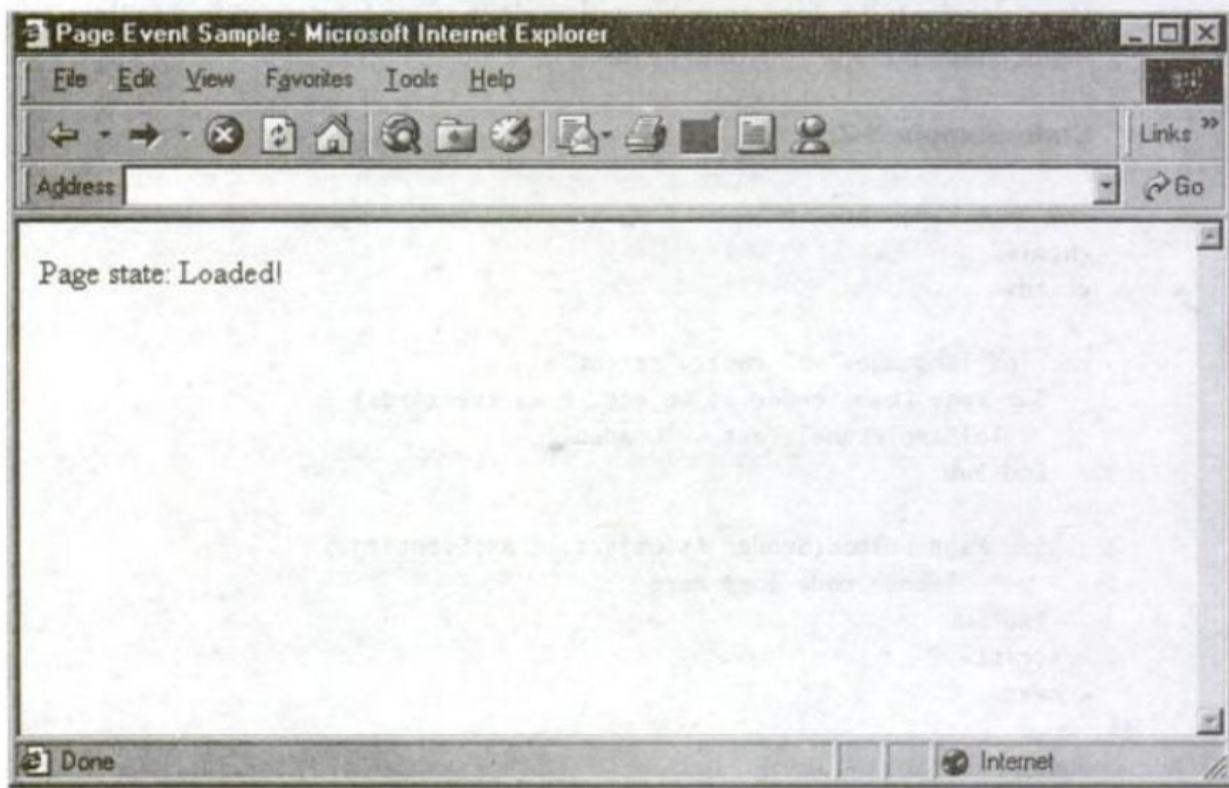 Page Event Sample - Microsoft Internet Explorer
File Edit View Favorites Tools Help
Links »
Address Go
Page state: Loaded!
Done Internet